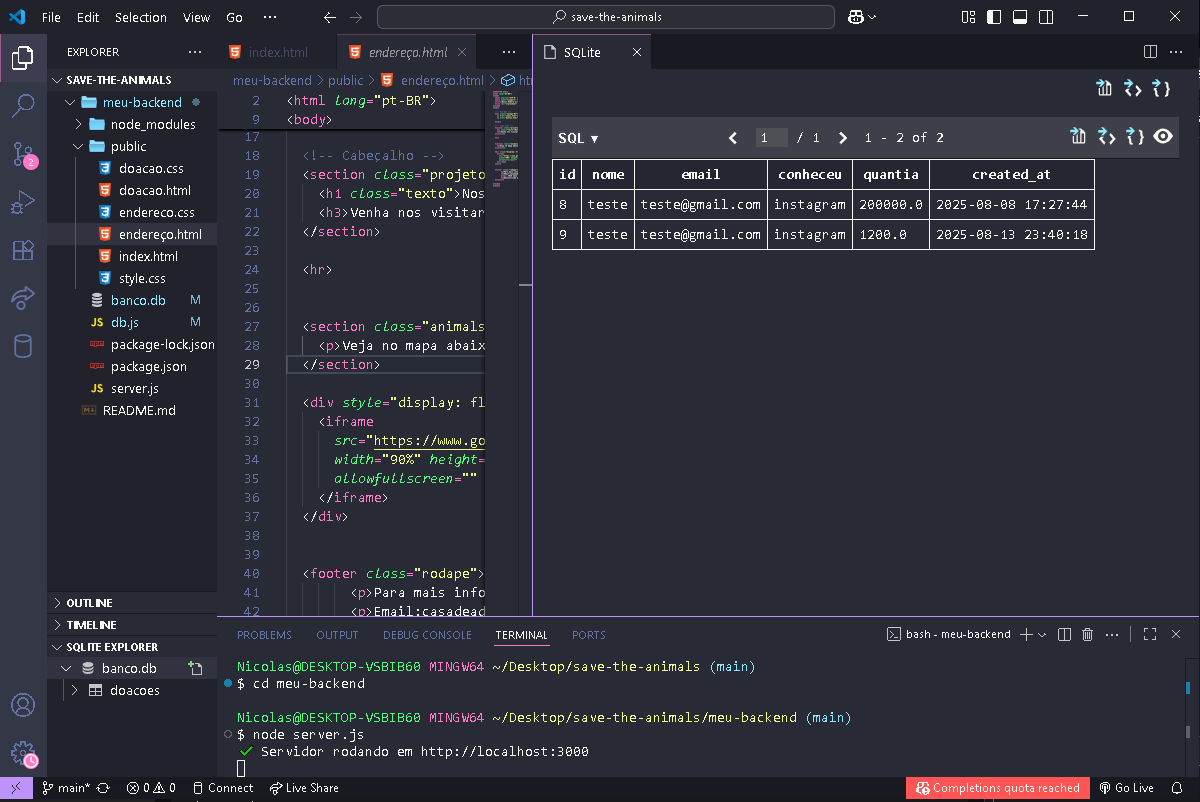 File Edit Selection View Go ··· save-the-animals
EXPLORER ···
SAVE-THE-ANIMALS
meu-backend
node_modules
public
doacao.css
doacao.html
endereco.css
endereço.html
index.html
style.css
banco.db M
JS db.js M
package-lock.json
package.json
JS server.js
README.md
OUTLINE
TIMELINE
SQLITE EXPLORER
banco.db
doacoes
index.html endereço.html ···
meu-backend > public > endereço.html > ht
2 <html lang="pt-BR">
9 <body>
17
18 <!-- Cabeçalho -->
19 <section class="projeto
20 <h1 class="texto">Nos
21 <h3>Venha nos visitar
22 </section>
23
24 <hr>
25
26
27 <section class="animals
28 <p>Veja no mapa abaix
29 </section>
30
31 <div style="display: fl
32 <iframe
33 src="https://www.go
34 width="90%" height=
35 allowfullscreen=""
36 </iframe>
37 </div>
38
39
40 <footer class="rodape">
41 <p>Para mais info
42 <p>Email:casadead
SQLite
SQL ▾ 1 / 1 1 - 2 of 2
id nome email conheceu quantia created_at
8 teste teste@gmail.com instagram 200000.0 2025-08-08 17:27:44
9 teste teste@gmail.com instagram 1200.0 2025-08-13 23:40:18
PROBLEMS OUTPUT DEBUG CONSOLE TERMINAL PORTS bash - meu-backend
Nicolas@DESKTOP-VSBIB60 MINGW64 ~/Desktop/save-the-animals (main)
$ cd meu-backend
Nicolas@DESKTOP-VSBIB60 MINGW64 ~/Desktop/save-the-animals/meu-backend (main)
$ node server.js
Servidor rodando em http://localhost:3000
2
main* 0 0 Connect Live Share Completions quota reached Go Live